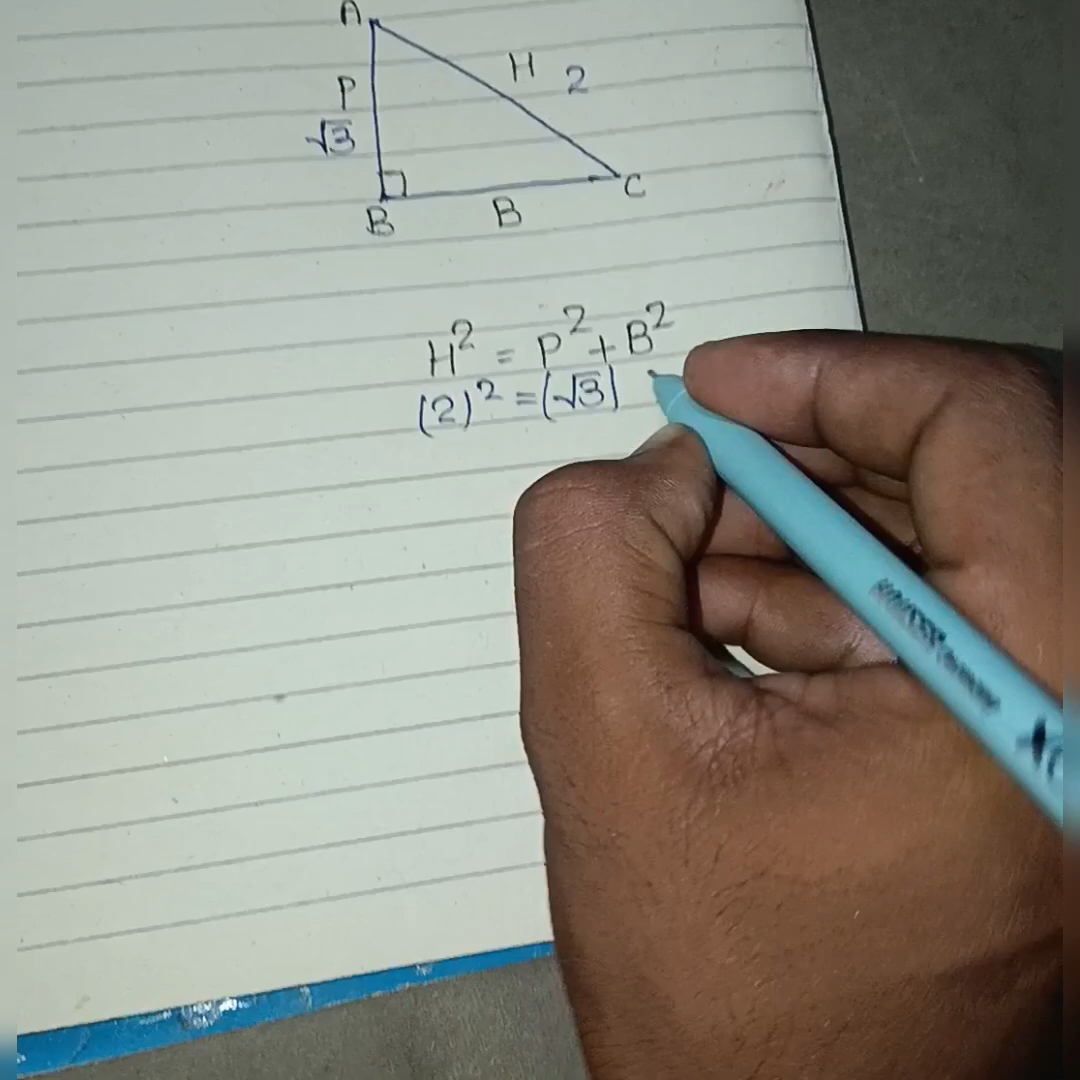 A
H 2
P
√3
B B C
H² = P² + B²
(2)² = (√3)